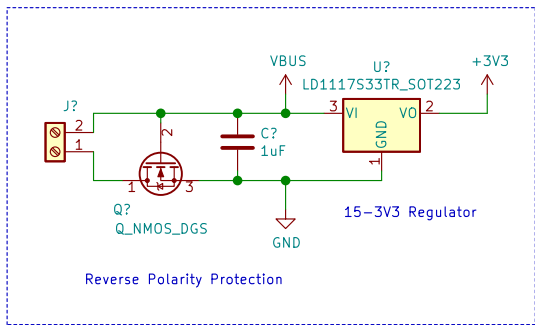 VBUS
+3V3
U?
LD1117S33TR_SOT223
J?
2
1
2
1
3
C?
1uF
3
VI
VO
2
GND
1
Q?
Q_NMOS_DGS
GND
15-3V3 Regulator
Reverse Polarity Protection